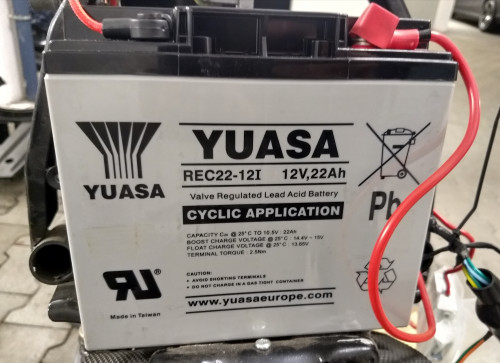 YUASA
YUASA
REC22-12I 12V,22Ah
Valve Regulated Lead Acid Battery
CYCLIC APPLICATION
CAPACITY C20 @ 25°C TO 10.5V : 22Ah
BOOST CHARGE VOLTAGE @ 25°C : 14.4V ~ 15V
FLOAT CHARGE VOLTAGE @ 25°C : 13.65V
TERMINAL TORQUE : 2.5Nm
CAUTION:
• AVOID SHORTING TERMINALS
• DO NOT CHARGE IN A GAS TIGHT CONTAINER
www.yuasaeurope.com
Pb
Made in Taiwan